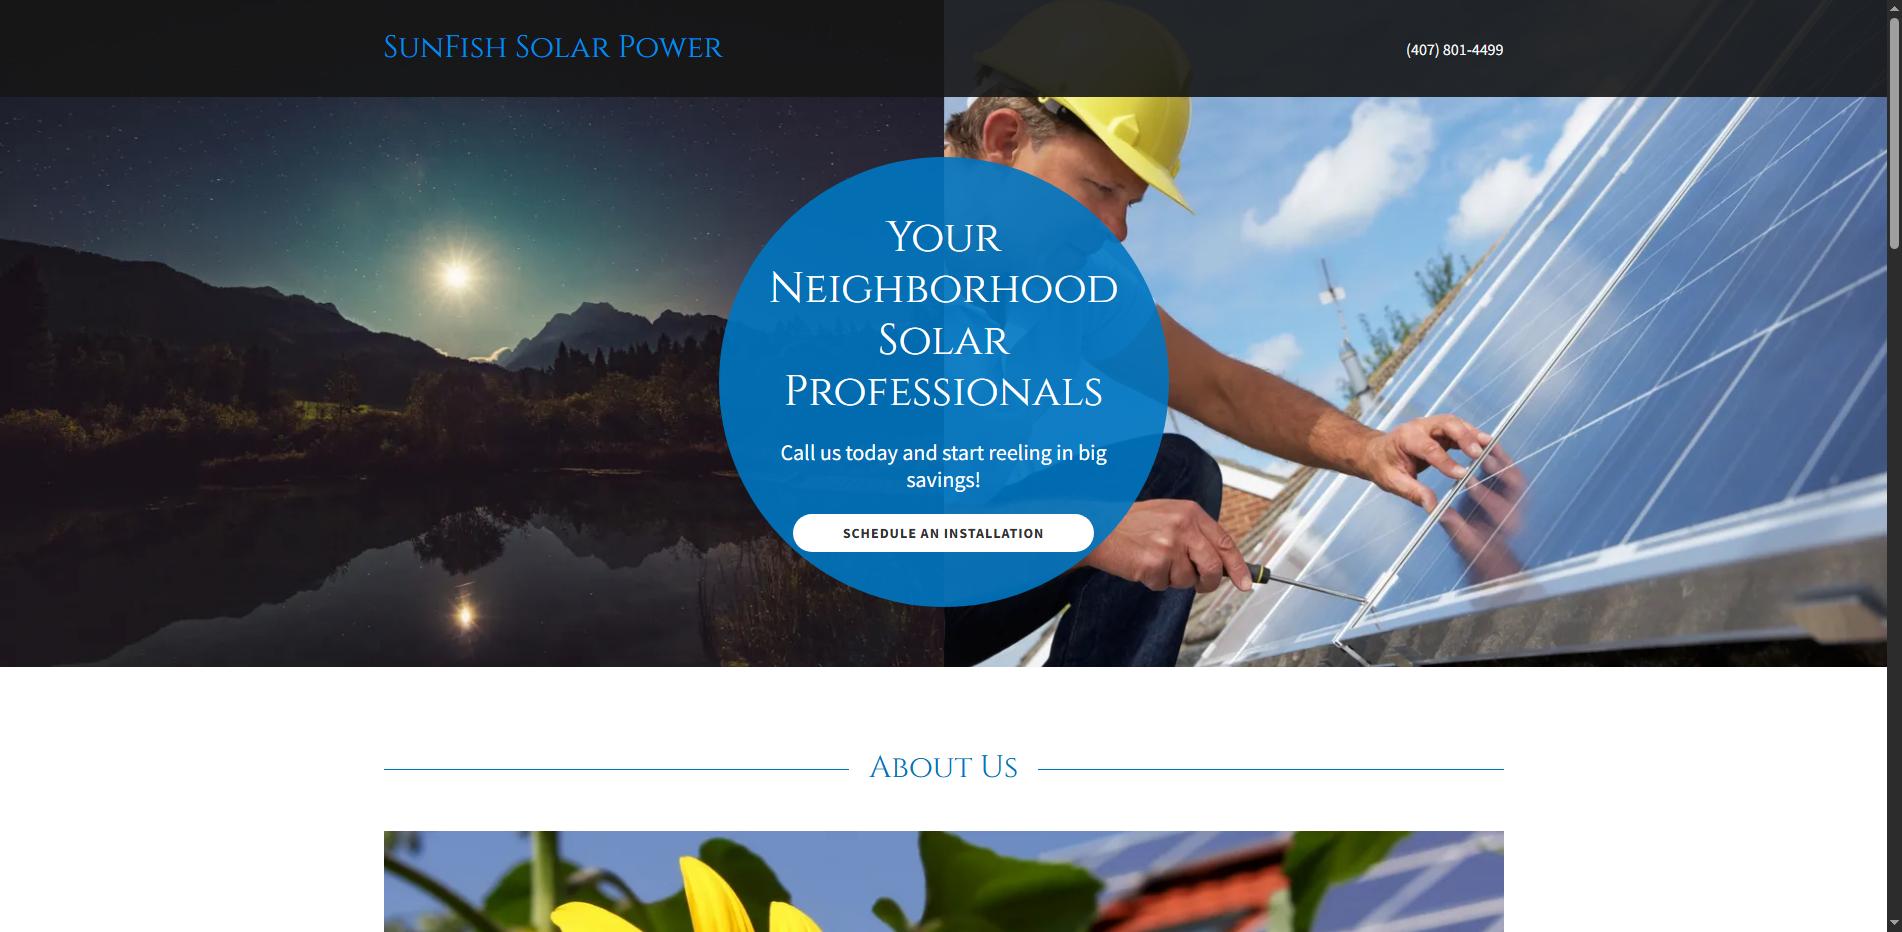 SunFish Solar Power
(407) 801-4499
Your
Neighborhood
Solar
Professionals
Call us today and start reeling in big
savings!
SCHEDULE AN INSTALLATION
About Us